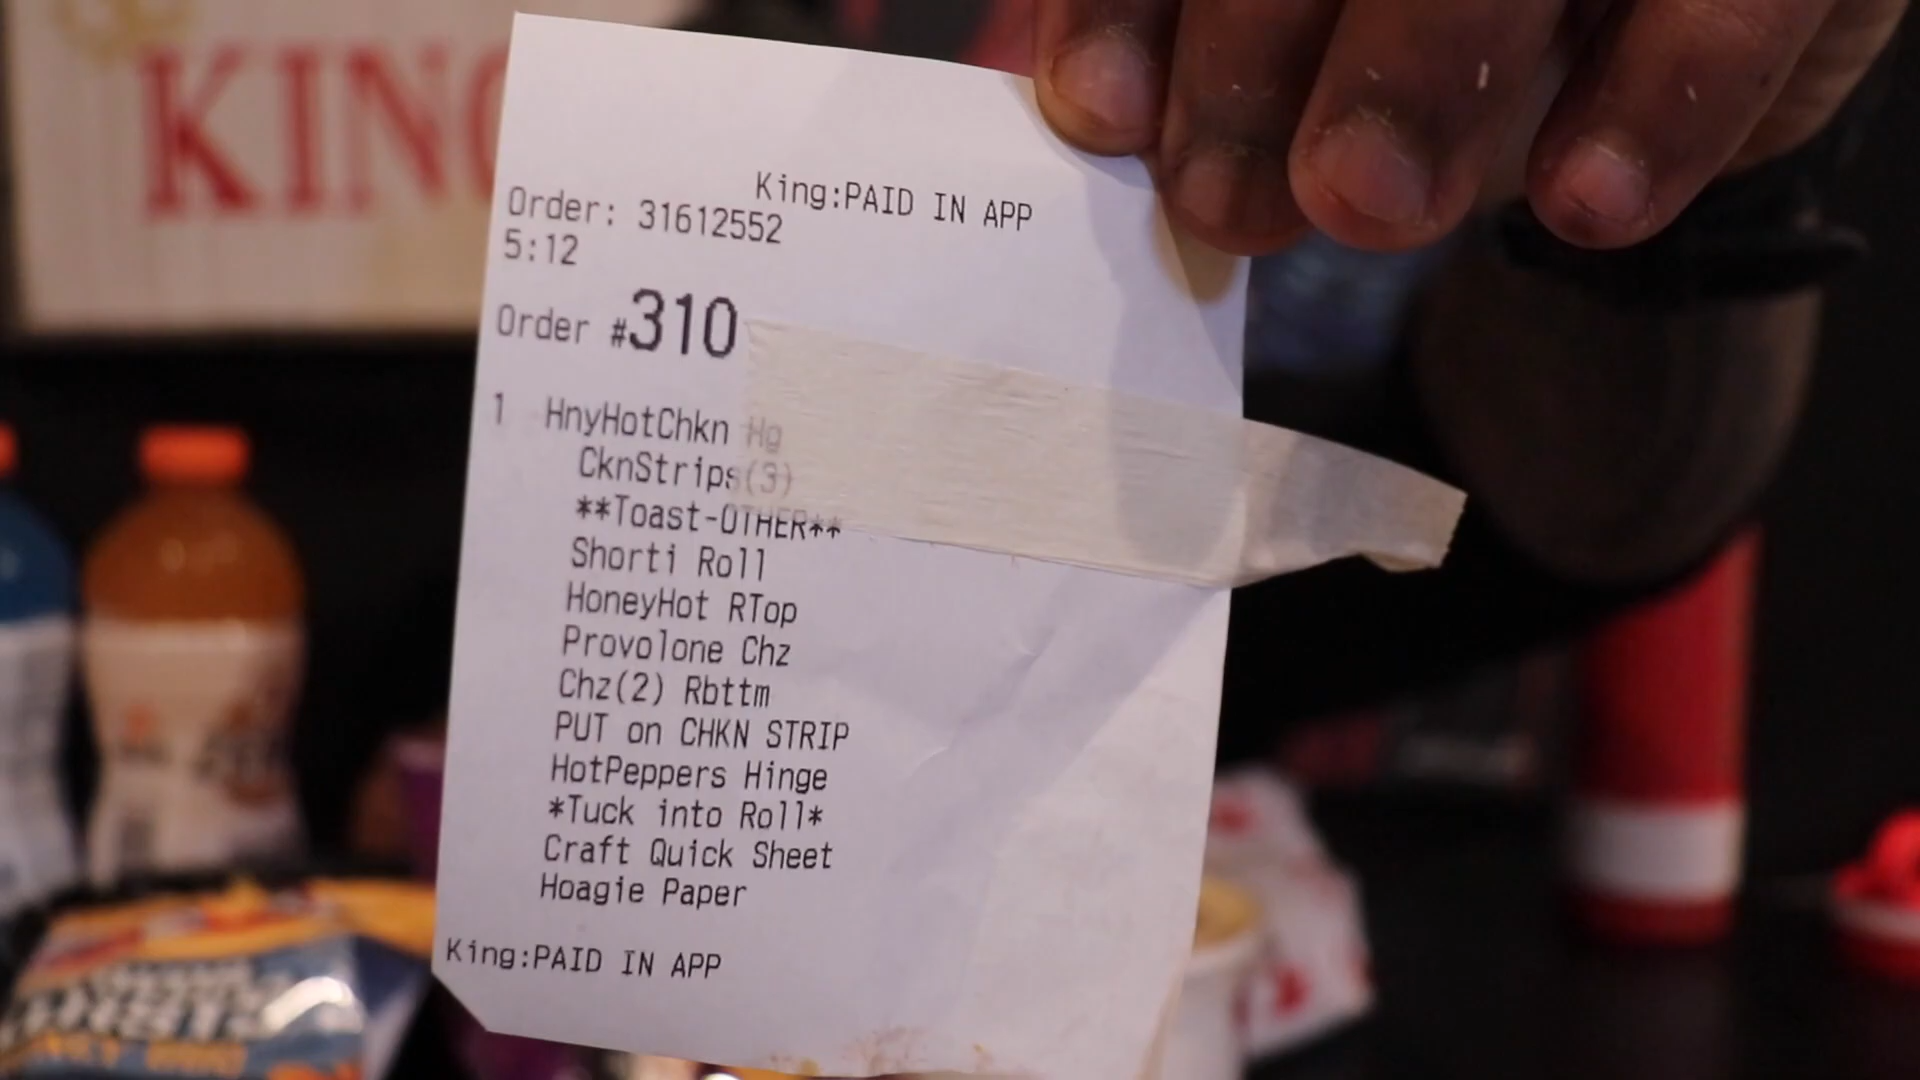 KING
King:PAID IN APP
Order: 31612552
5:12
Order #310
1 HnyHotChkn Hg
CknStrips(3)
**Toast-OTHER**
Shorti Roll
HoneyHot RTop
Provolone Chz
Chz(2) Rbttm
PUT on CHKN STRIP
HotPeppers Hinge
*Tuck into Roll*
Craft Quick Sheet
Hoagie Paper
King:PAID IN APP